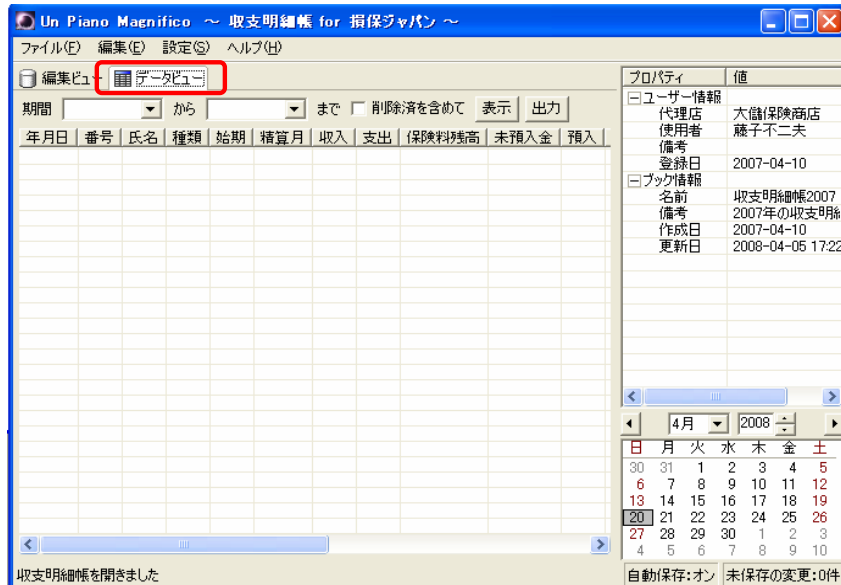 Un Piano Magnifico ～ 収支明細帳 for 損保ジャパン ～
ファイル(F) 編集(E) 設定(S) ヘルプ(H)
編集ビュー データビュー
期間 から まで 削除済を含めて 表示 出力
年月日 番号 氏名 種類 始期 精算月 収入 支出 保険料残高 未預入金 預入
プロパティ 値
ユーザー情報
代理店 大儲保険商店
使用者 藤子不二夫
備考
登録日 2007-04-10
ブック情報
名前 収支明細帳2007
備考 2007年の収支明細
作成日 2007-04-10
更新日 2008-04-05 17:22
4月 2008
日 月 火 水 木 金 土
30 31 1 2 3 4 5
6 7 8 9 10 11 12
13 14 15 16 17 18 19
20 21 22 23 24 25 26
27 28 29 30 1 2 3
4 5 6 7 8 9 10
収支明細帳を開きました
自動保存:オン 未保存の変更:0件